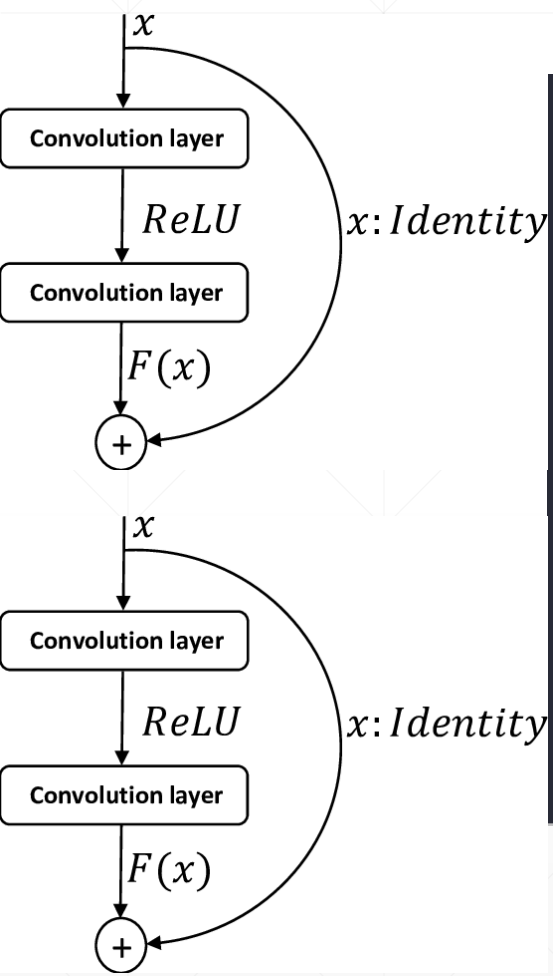 x
Convolution layer
ReLU
x: Identity
Convolution layer
F(x)
+
x
Convolution layer
ReLU
x: Identity
Convolution layer
F(x)
+